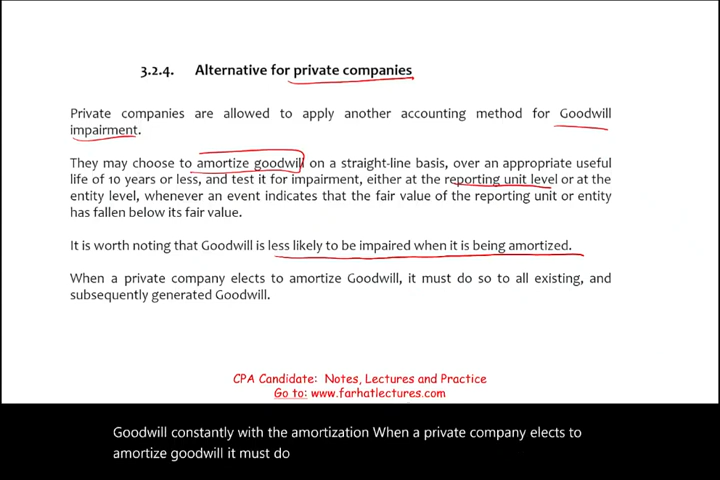 3.2.4. Alternative for private companies
Private companies are allowed to apply another accounting method for Goodwill
impairment.
They may choose to amortize goodwill on a straight-line basis, over an appropriate useful
life of 10 years or less, and test it for impairment, either at the reporting unit level or at the
entity level, whenever an event indicates that the fair value of the reporting unit or entity
has fallen below its fair value.
It is worth noting that Goodwill is less likely to be impaired when it is being amortized.
When a private company elects to amortize Goodwill, it must do so to all existing, and
subsequently generated Goodwill.
CPA Candidate: Notes, Lectures and Practice
Go to: www.farhatlectures.com
Goodwill constantly with the amortization When a private company elects to
amortize goodwill it must do